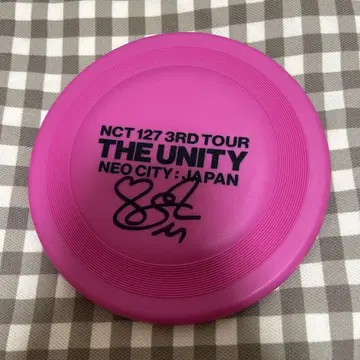 NCT 127 3RD TOUR
THE UNITY
NEO CITY : JAPAN